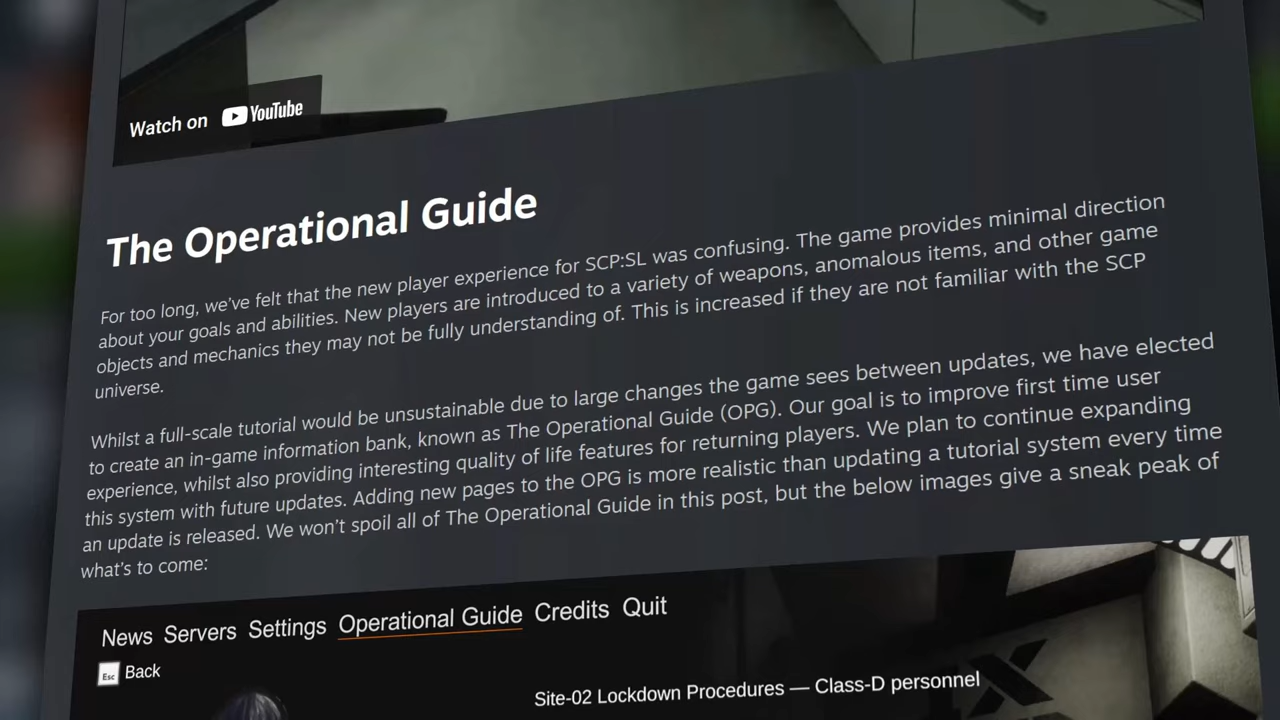 Watch on YouTube
The Operational Guide
For too long, we've felt that the new player experience for SCP:SL was confusing. The game provides minimal direction
about your goals and abilities. New players are introduced to a variety of weapons, anomalous items, and other game
objects and mechanics they may not be fully understanding of. This is increased if they are not familiar with the SCP
universe.
Whilst a full-scale tutorial would be unsustainable due to large changes the game sees between updates, we have elected
to create an in-game information bank, known as The Operational Guide (OPG). Our goal is to improve first time user
experience, whilst also providing interesting quality of life features for returning players. We plan to continue expanding
this system with future updates. Adding new pages to the OPG is more realistic than updating a tutorial system every time
an update is released. We won't spoil all of The Operational Guide in this post, but the below images give a sneak peak of
what's to come:
News Servers Settings Operational Guide Credits Quit
Esc Back
Site-02 Lockdown Procedures — Class-D personnel